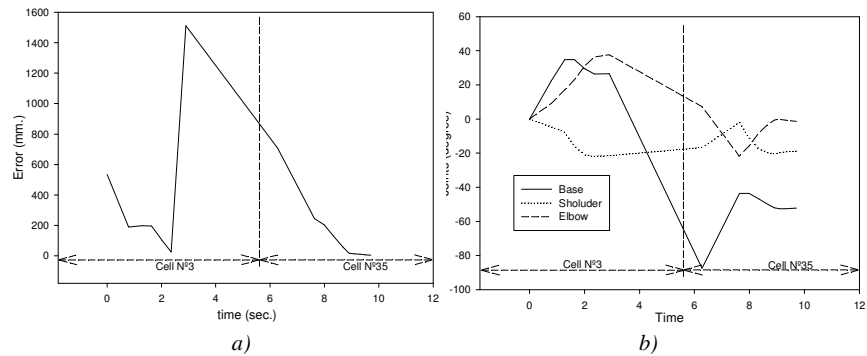 1600
1400
1200
1000
800
600
400
200
0
Error (mm.)
Cell Nº3
Cell Nº35
0 2 4 6 8 10 12
time (sec.)
a)
60
40
20
0
-20
-40
-60
-80
-100
(degree)
Base
Sholuder
Elbow
Cell Nº3
Cell Nº35
0 2 4 6 8 10 12
Time
b)